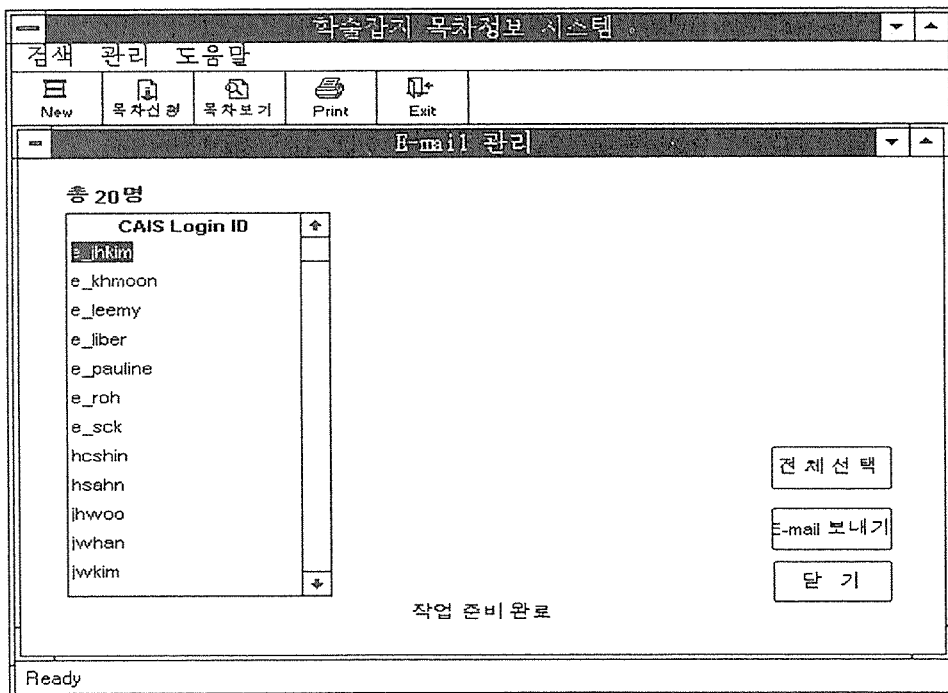 학술잡지 목차정보 시스템
검색 관리 도움말
New 목차신청 목차보기 Print Exit
E-mail 관리
총 20명
CAIS Login ID
e_jhkim
e_khmoon
e_leemy
e_liber
e_pauline
e_roh
e_sck
hcshin
hsahn
jhwoo
jwhan
jwkim
전체선택
E-mail 보내기
닫 기
작업 준비 완료
Ready